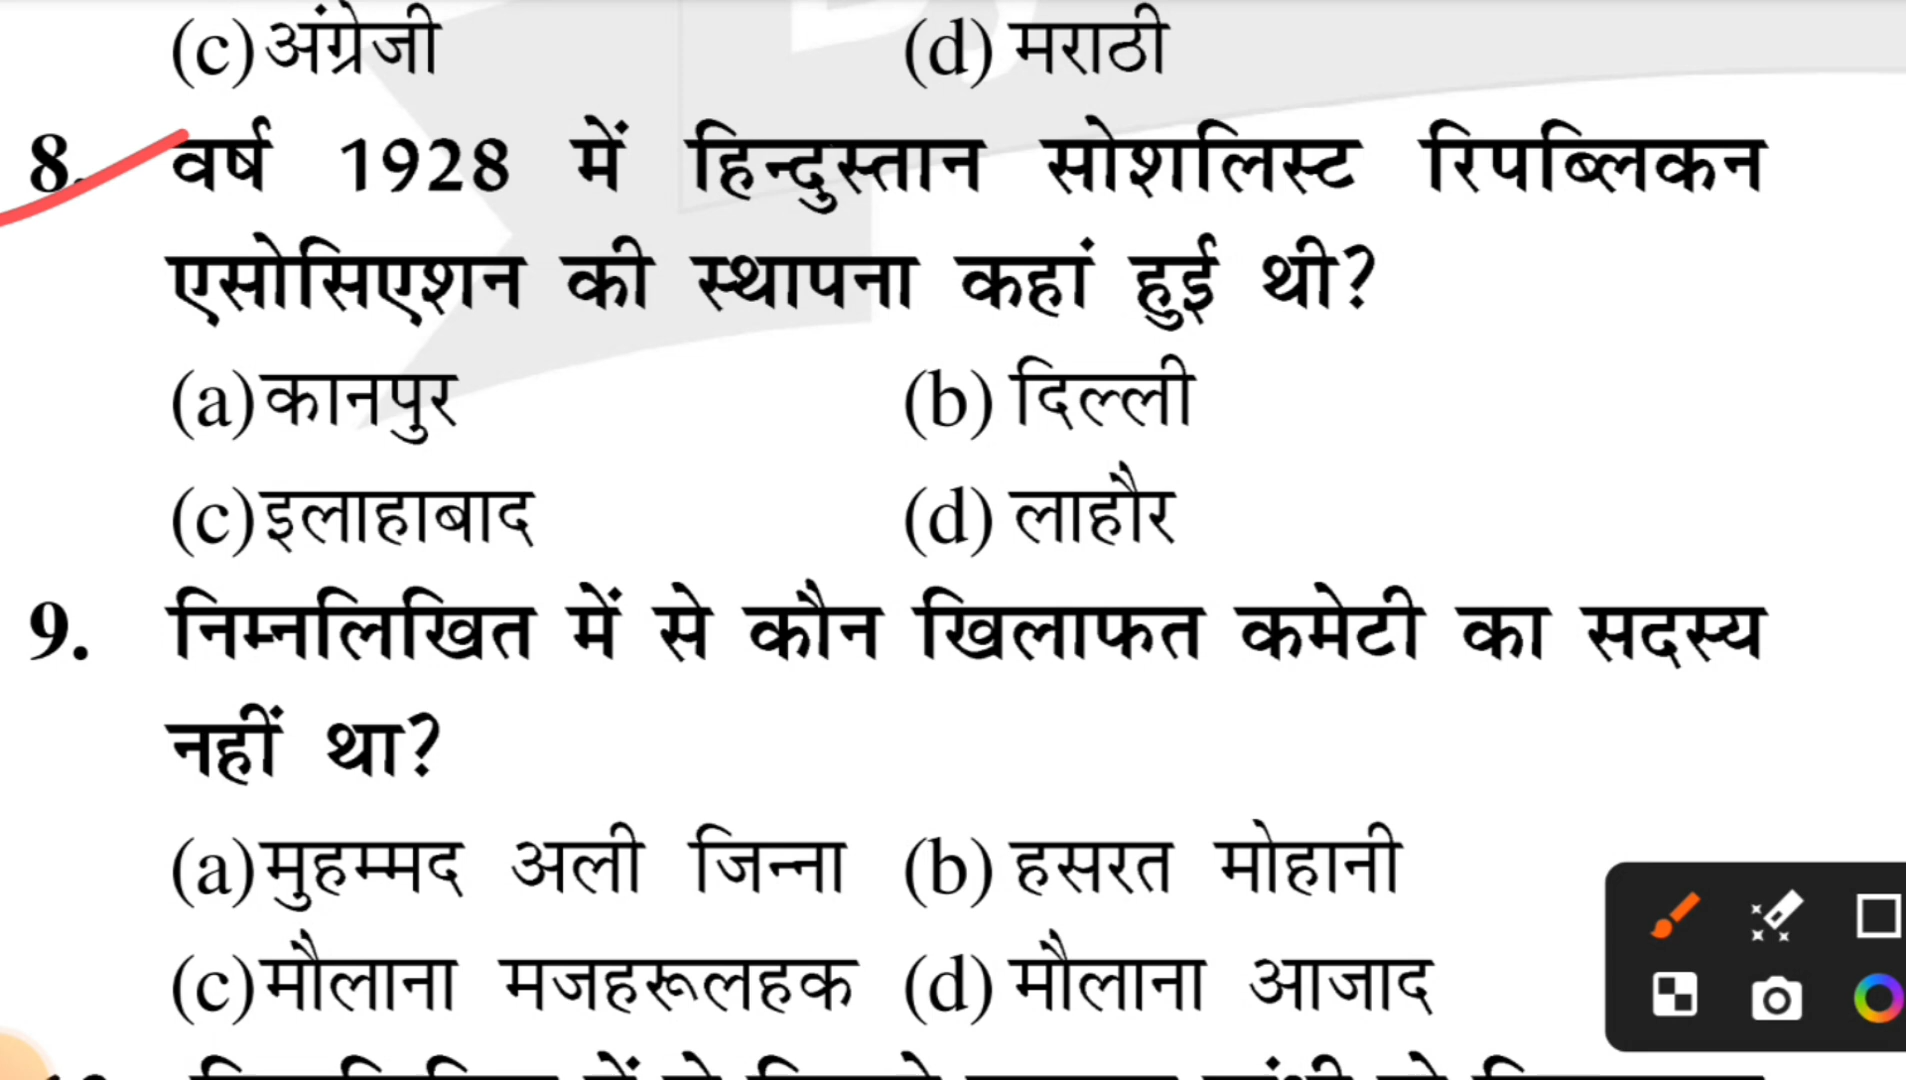 (c) अंग्रेजी (d) मराठी
8. वर्ष 1928 में हिन्दुस्तान सोशलिस्ट रिपब्लिकन
एसोसिएशन की स्थापना कहां हुई थी?
(a) कानपुर (b) दिल्ली
(c) इलाहाबाद (d) लाहौर
9. निम्नलिखित में से कौन खिलाफत कमेटी का सदस्य
नहीं था?
(a) मुहम्मद अली जिन्ना (b) हसरत मोहानी
(c) मौलाना मजहरूलहक (d) मौलाना आजाद